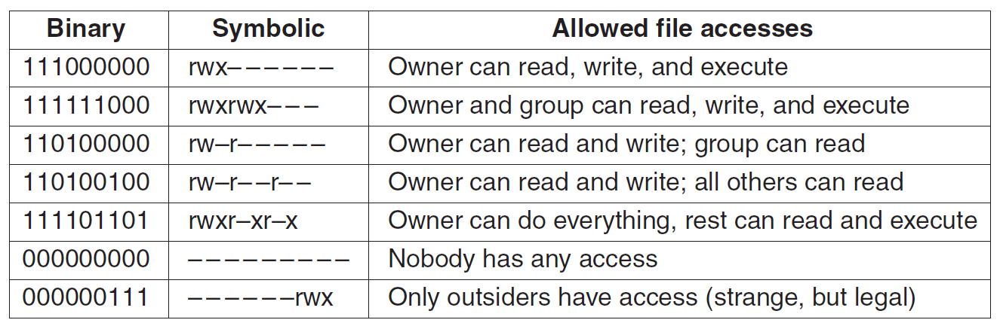 Binary Symbolic Allowed file accesses
111000000 rwx– – – – – – Owner can read, write, and execute
111111000 rwxrwx– – – Owner and group can read, write, and execute
110100000 rw–r– – – – – Owner can read and write; group can read
110100100 rw–r– –r– – Owner can read and write; all others can read
111101101 rwxr–xr–x Owner can do everything, rest can read and execute
000000000 – – – – – – – – – Nobody has any access
000000111 – – – – – –rwx Only outsiders have access (strange, but legal)